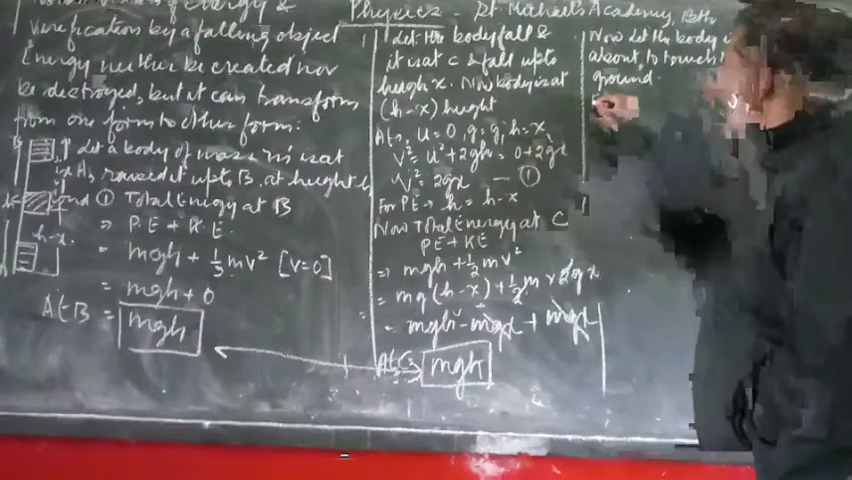 Physics - St. Michael's Academy,
of energy &
verification by a falling object
Energy neither be created nor
be destroyed, but it can transform
from one form to other form.
Let a body of mass 'm' is at
A, raised it upto B, at height h
① Total Energy at B
⇒ P.E + K.E.
= mgh + ½ mv² [v=0]
= mgh + 0
At B = mgh
h-x
Let the body fall &
it is at C & fall upto
height x. Now body is at
(h-x) height
At C, u = 0, g = g, h = x,
v² = u² + 2gh = 0 + 2gx
v² = 2gx — ①
For PE → h = h-x
Now Total Energy at C
PE + KE
⇒ mgh + ½ mv²
= mg(h-x) + ½ m × 2gx
= mgh - mgx + mgx
At C, mgh
Now let the body
about to touch
ground.